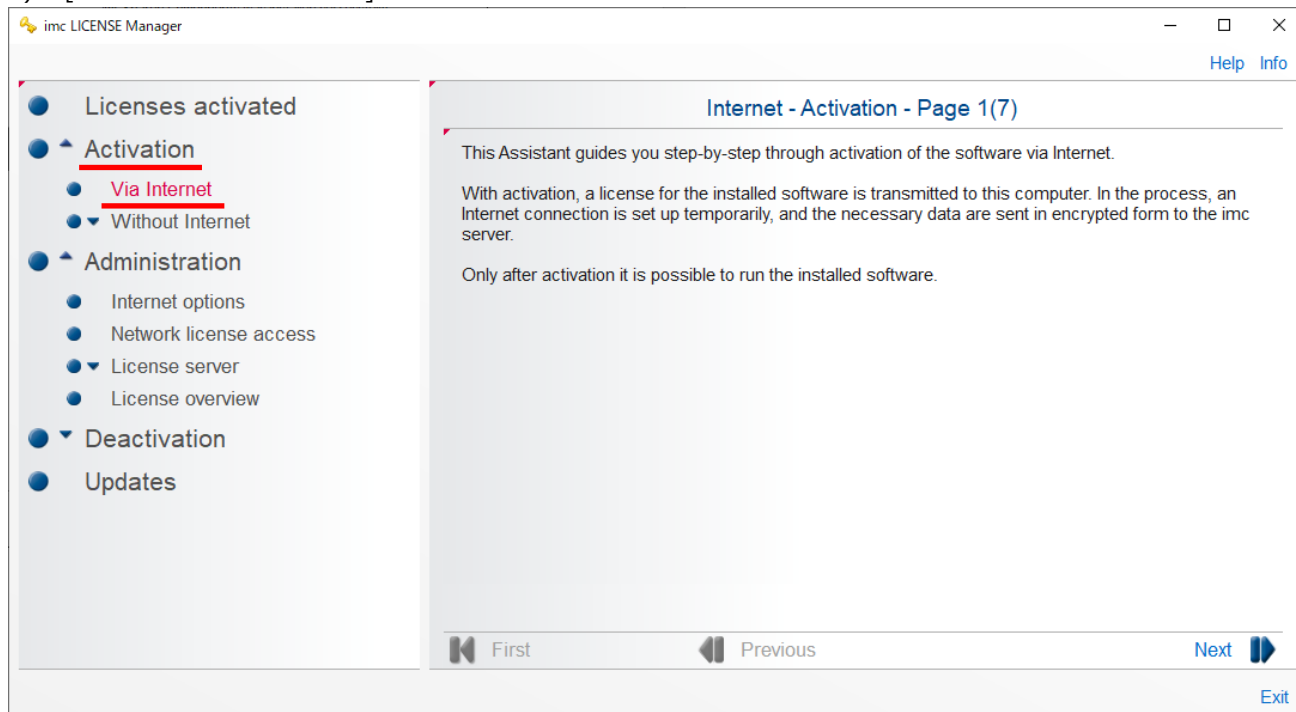 imc LICENSE Manager
Help Info
Licenses activated
Activation
Via Internet
Without Internet
Administration
Internet options
Network license access
License server
License overview
Deactivation
Updates
Internet - Activation - Page 1(7)
This Assistant guides you step-by-step through activation of the software via Internet.
With activation, a license for the installed software is transmitted to this computer. In the process, an
Internet connection is set up temporarily, and the necessary data are sent in encrypted form to the imc
server.
Only after activation it is possible to run the installed software.
First Previous Next
Exit